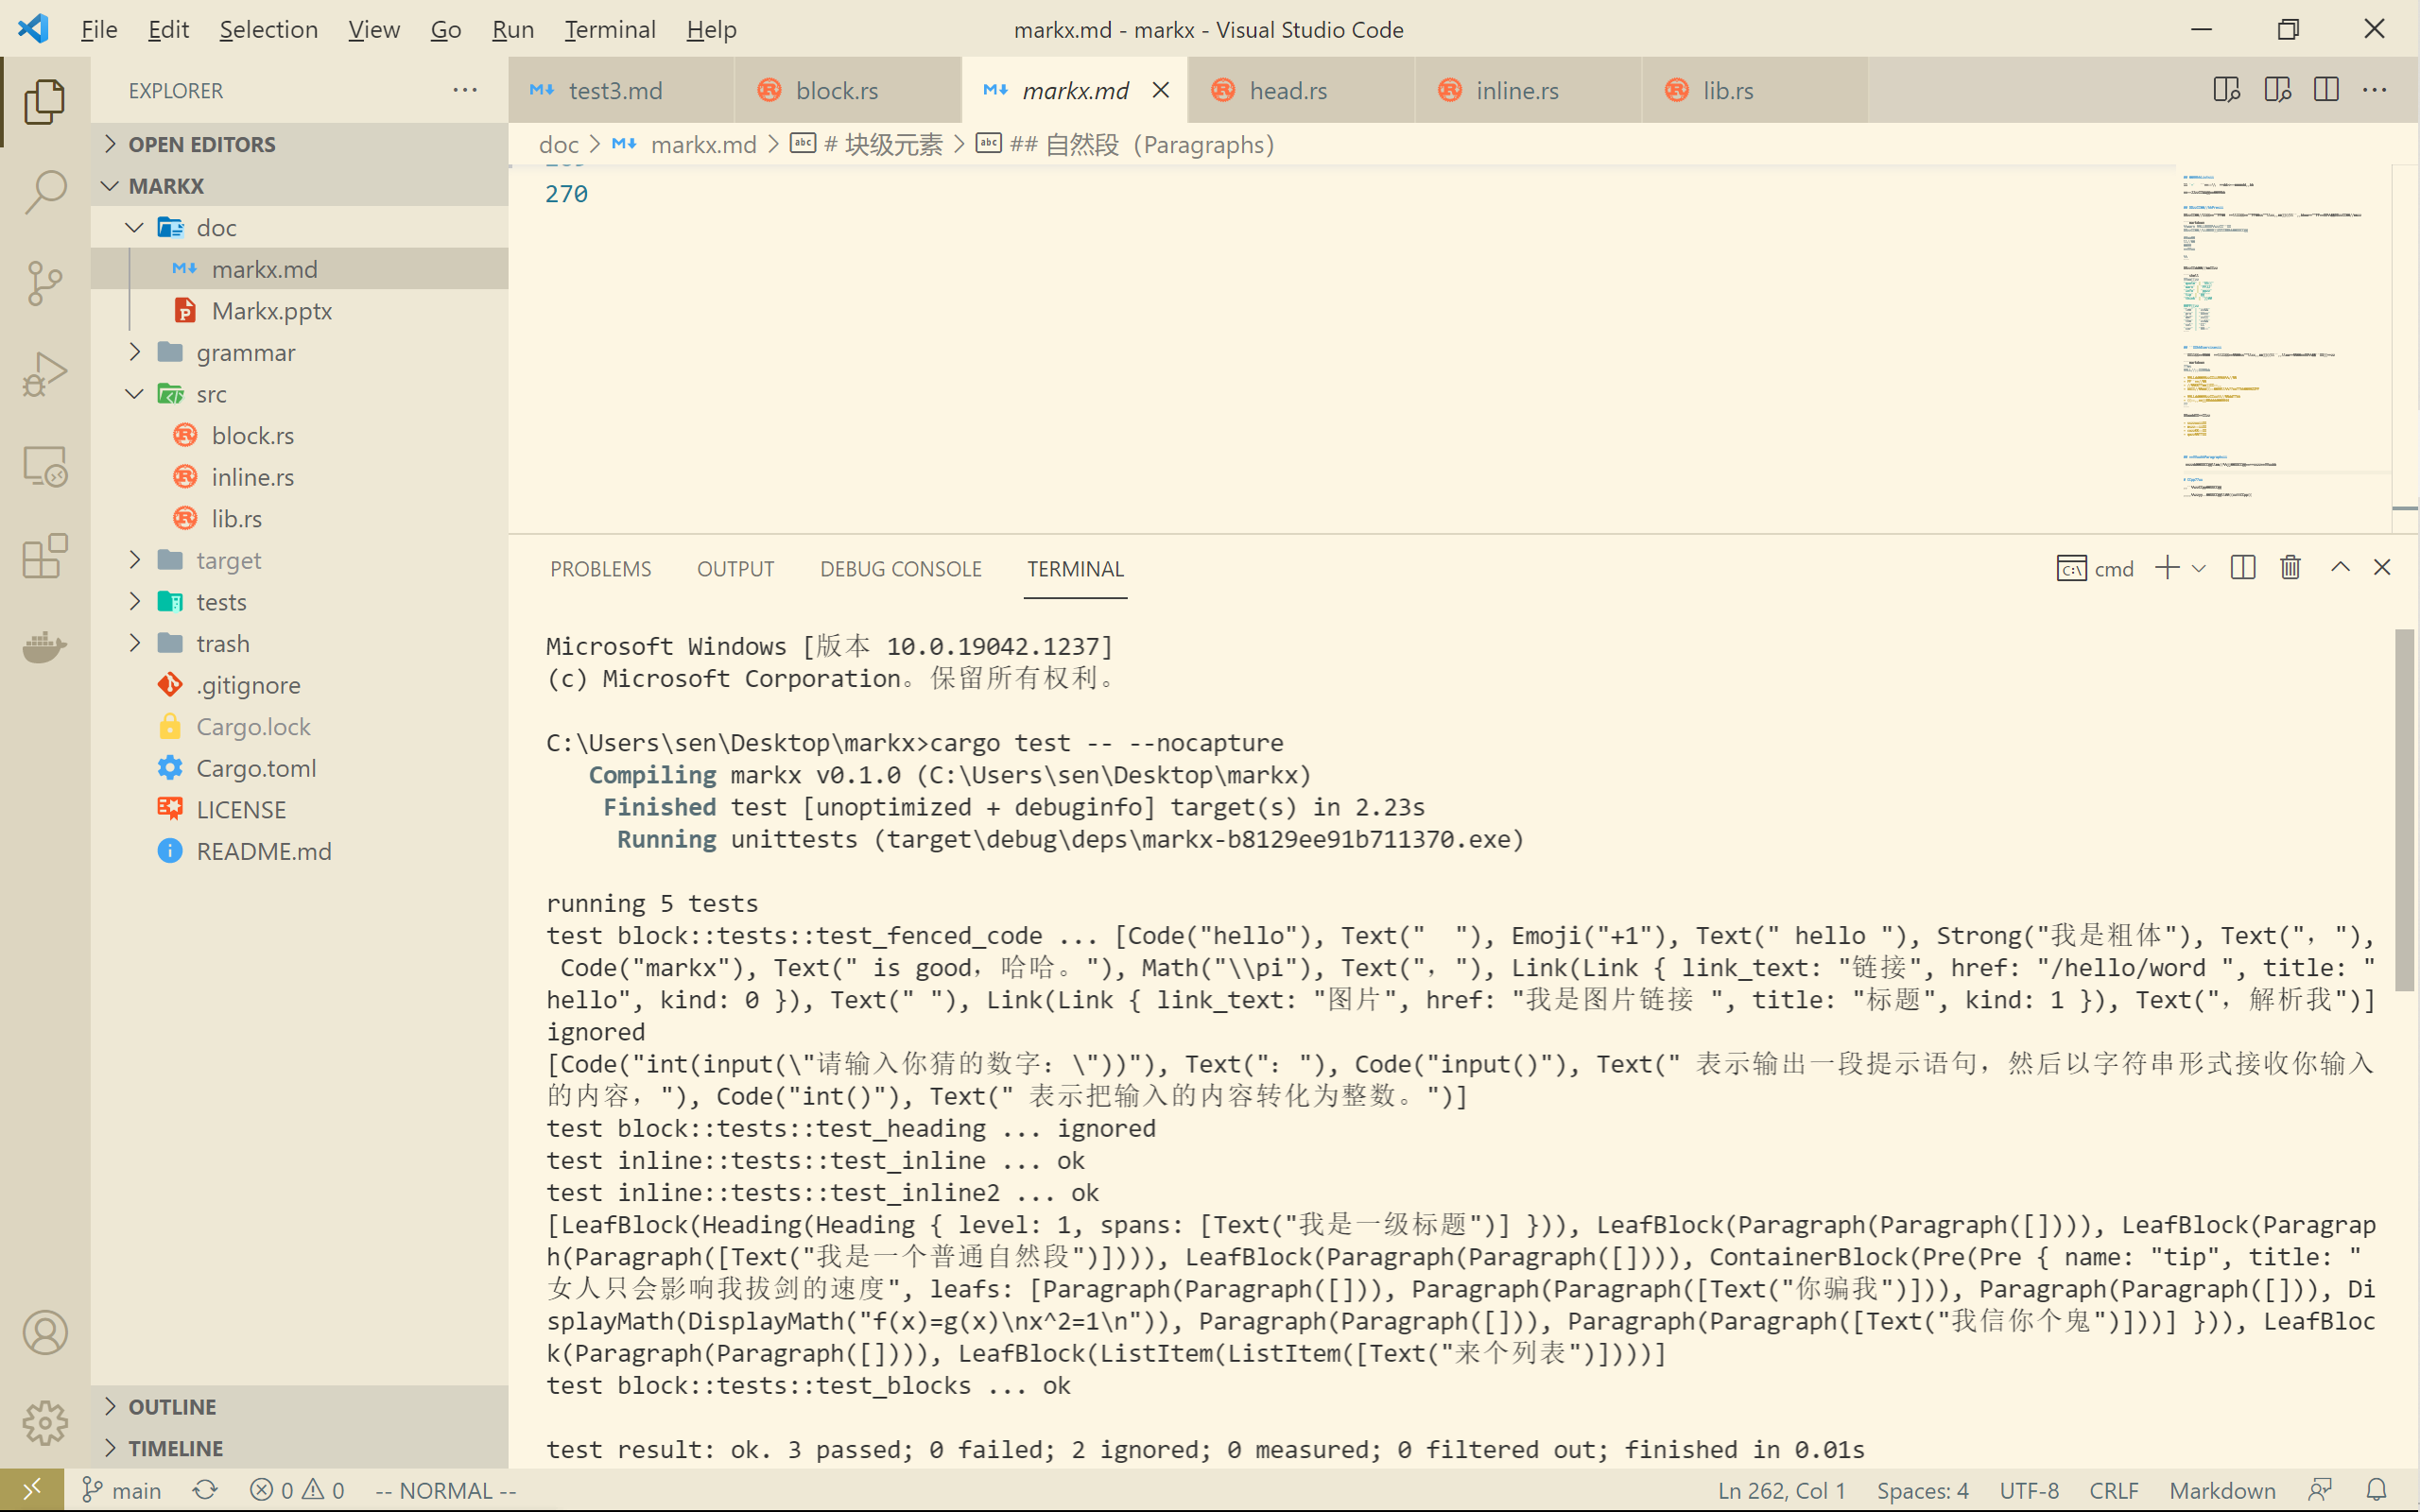 File Edit Selection View Go Run Terminal Help
markx.md - markx - Visual Studio Code
EXPLORER
OPEN EDITORS
MARKX
doc
markx.md
Markx.pptx
grammar
src
block.rs
inline.rs
lib.rs
target
tests
trash
.gitignore
Cargo.lock
Cargo.toml
LICENSE
README.md
OUTLINE
TIMELINE
test3.md block.rs markx.md head.rs inline.rs lib.rs
doc > markx.md > # 块级元素 > ## 自然段（Paragraphs）
270
PROBLEMS OUTPUT DEBUG CONSOLE TERMINAL
cmd
Microsoft Windows [版本 10.0.19042.1237]
(c) Microsoft Corporation。保留所有权利。
C:\Users\sen\Desktop\markx>cargo test -- --nocapture
Compiling markx v0.1.0 (C:\Users\sen\Desktop\markx)
Finished test [unoptimized + debuginfo] target(s) in 2.23s
Running unittests (target\debug\deps\markx-b8129ee91b711370.exe)
running 5 tests
test block::tests::test_fenced_code ... [Code("hello"), Text("  "), Emoji("+1"), Text(" hello "), Strong("我是粗体"), Text("，"),
Code("markx"), Text(" is good，哈哈。"), Math("\\pi"), Text("，"), Link(Link { link_text: "链接", href: "/hello/word ", title: "
hello", kind: 0 }), Text(" "), Link(Link { link_text: "图片", href: "我是图片链接 ", title: "标题", kind: 1 }), Text("，解析我")]
ignored
[Code("int(input(\"请输入你猜的数字：\"))"), Text("："), Code("input()"), Text(" 表示输出一段提示语句，然后以字符串形式接收你输入
的内容，"), Code("int()"), Text(" 表示把输入的内容转化为整数。")]
test block::tests::test_heading ... ignored
test inline::tests::test_inline ... ok
test inline::tests::test_inline2 ... ok
[LeafBlock(Heading(Heading { level: 1, spans: [Text("我是一级标题")] })), LeafBlock(Paragraph(Paragraph([]))), LeafBlock(Paragrap
h(Paragraph([Text("我是一个普通自然段")]))), LeafBlock(Paragraph(Paragraph([]))), ContainerBlock(Pre(Pre { name: "tip", title: "
女人只会影响我拔剑的速度", leafs: [Paragraph(Paragraph([])), Paragraph(Paragraph([Text("你骗我")])), Paragraph(Paragraph([])), Di
splayMath(DisplayMath("f(x)=g(x)\nx^2=1\n")), Paragraph(Paragraph([])), Paragraph(Paragraph([Text("我信你个鬼")]))] })), LeafBloc
k(Paragraph(Paragraph([]))), LeafBlock(ListItem(ListItem([Text("来个列表")])))]
test block::tests::test_blocks ... ok
test result: ok. 3 passed; 0 failed; 2 ignored; 0 measured; 0 filtered out; finished in 0.01s
main 0 0 -- NORMAL -- Ln 262, Col 1 Spaces: 4 UTF-8 CRLF Markdown